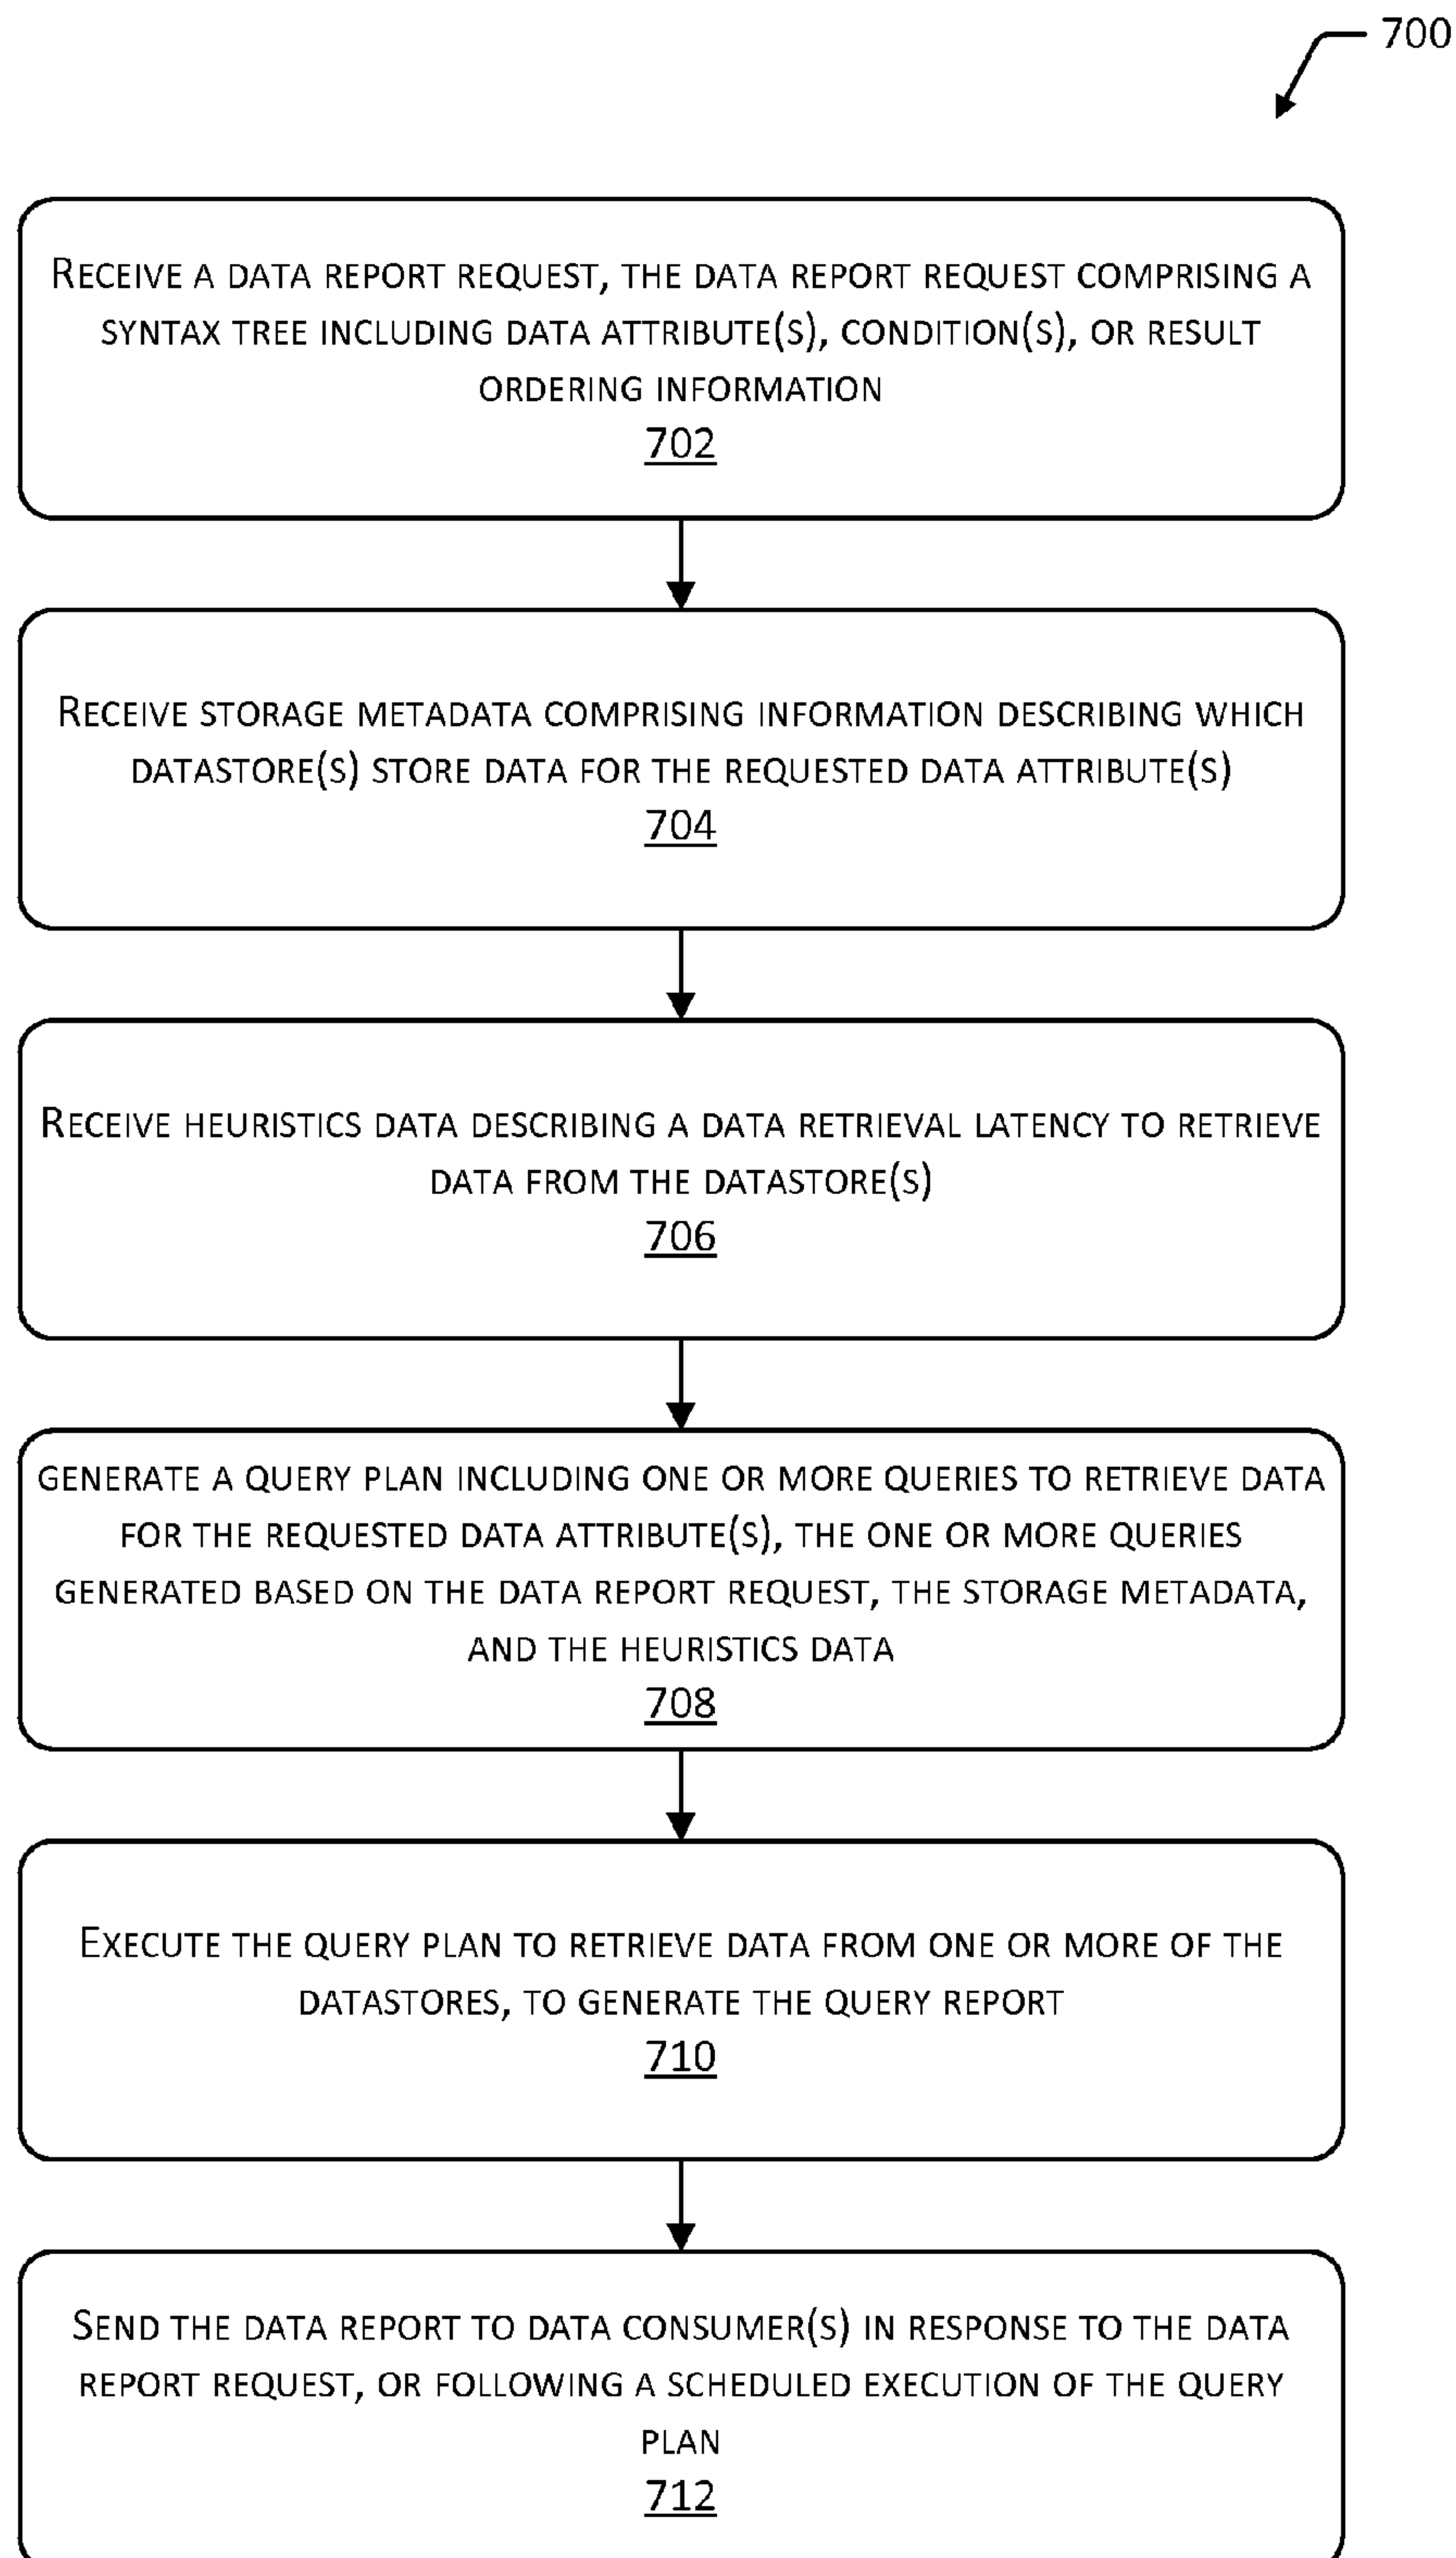 700
RECEIVE A DATA REPORT REQUEST, THE DATA REPORT REQUEST COMPRISING A
SYNTAX TREE INCLUDING DATA ATTRIBUTE(S), CONDITION(S), OR RESULT
ORDERING INFORMATION
702
RECEIVE STORAGE METADATA COMPRISING INFORMATION DESCRIBING WHICH
DATASTORE(S) STORE DATA FOR THE REQUESTED DATA ATTRIBUTE(S)
704
RECEIVE HEURISTICS DATA DESCRIBING A DATA RETRIEVAL LATENCY TO RETRIEVE
DATA FROM THE DATASTORE(S)
706
GENERATE A QUERY PLAN INCLUDING ONE OR MORE QUERIES TO RETRIEVE DATA
FOR THE REQUESTED DATA ATTRIBUTE(S), THE ONE OR MORE QUERIES
GENERATED BASED ON THE DATA REPORT REQUEST, THE STORAGE METADATA,
AND THE HEURISTICS DATA
708
EXECUTE THE QUERY PLAN TO RETRIEVE DATA FROM ONE OR MORE OF THE
DATASTORES, TO GENERATE THE QUERY REPORT
710
SEND THE DATA REPORT TO DATA CONSUMER(S) IN RESPONSE TO THE DATA
REPORT REQUEST, OR FOLLOWING A SCHEDULED EXECUTION OF THE QUERY
PLAN
712